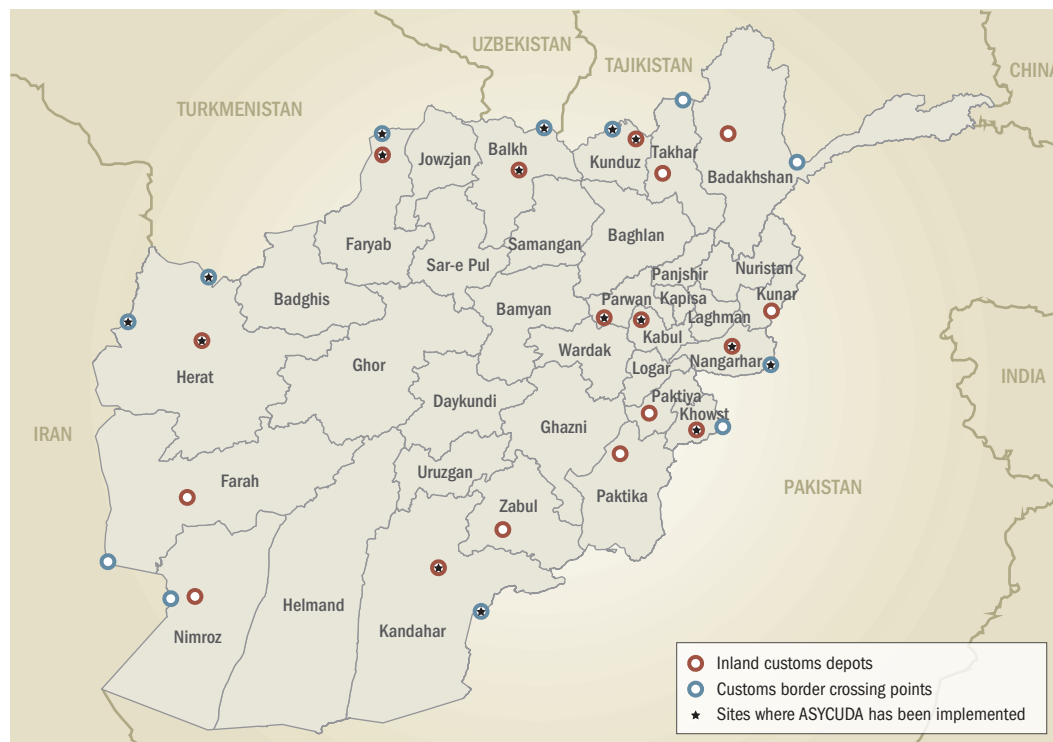 UZBEKISTAN
TAJIKISTAN
CHINA
TURKMENISTAN
Balkh
Jowzjan
Kunduz
Takhar
Badakhshan
Faryab
Samangan
Baghlan
Sar-e Pul
Panjshir
Nuristan
Badghis
Bamyan
Parwan
Kapisa
Kunar
Laghman
Kabul
Wardak
Nangarhar
Ghor
Logar
Herat
INDIA
Daykundi
Paktiya
Khowst
Ghazni
IRAN
Uruzgan
Farah
Zabul
Paktika
PAKISTAN
Helmand
Kandahar
Nimroz
Inland customs depots
Customs border crossing points
Sites where ASYCUDA has been implemented